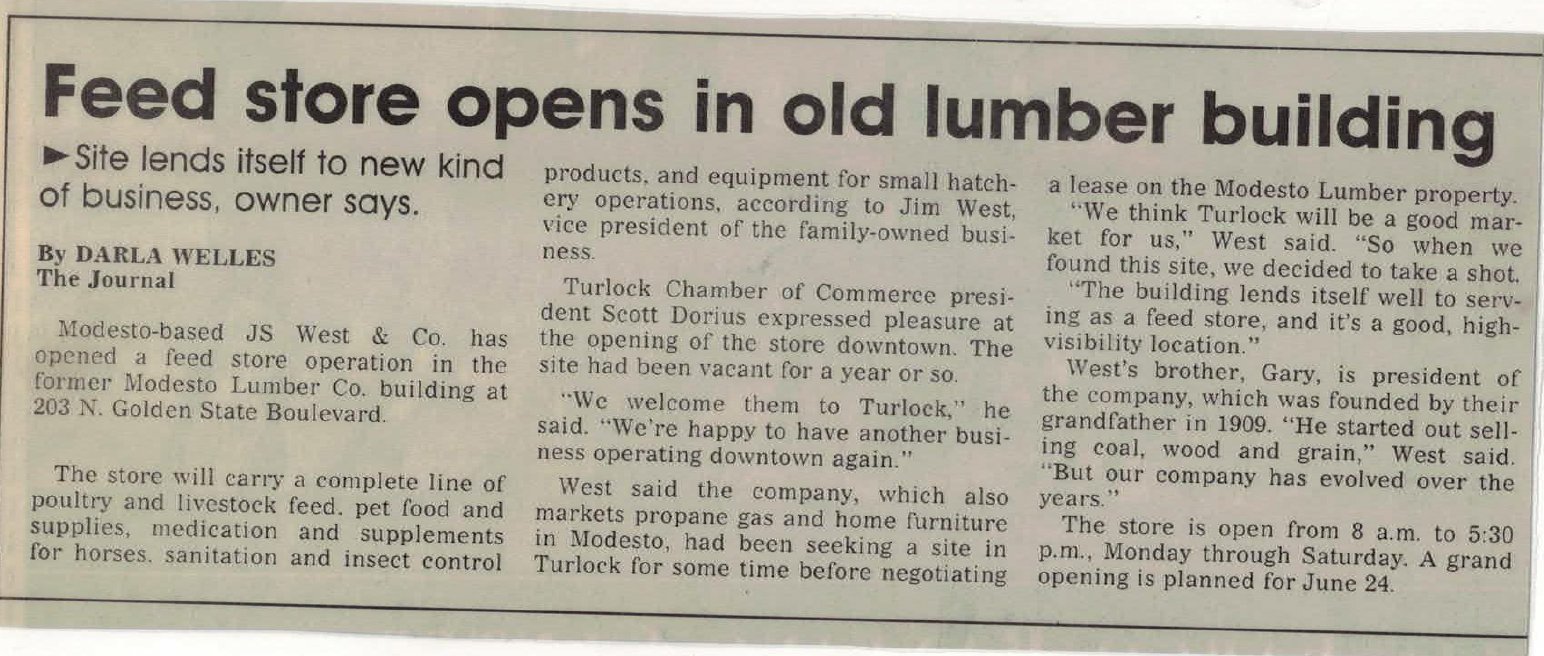 Feed store opens in old lumber building
►Site lends itself to new kind
of business, owner says.
By DARLA WELLES
The Journal
Modesto-based JS West & Co. has
opened a feed store operation in the
former Modesto Lumber Co. building at
203 N. Golden State Boulevard.
The store will carry a complete line of
poultry and livestock feed, pet food and
supplies, medication and supplements
for horses, sanitation and insect control
products, and equipment for small hatch-
ery operations, according to Jim West,
vice president of the family-owned busi-
ness.
Turlock Chamber of Commerce presi-
dent Scott Dorius expressed pleasure at
the opening of the store downtown. The
site had been vacant for a year or so.
"We welcome them to Turlock," he
said. "We're happy to have another busi-
ness operating downtown again."
West said the company, which also
markets propane gas and home furniture
in Modesto, had been seeking a site in
Turlock for some time before negotiating
a lease on the Modesto Lumber property.
"We think Turlock will be a good mar-
ket for us," West said. "So when we
found this site, we decided to take a shot.
"The building lends itself well to serv-
ing as a feed store, and it's a good, high-
visibility location."
West's brother, Gary, is president of
the company, which was founded by their
grandfather in 1909. "He started out sell-
ing coal, wood and grain," West said.
"But our company has evolved over the
years."
The store is open from 8 a.m. to 5:30
p.m., Monday through Saturday. A grand
opening is planned for June 24.